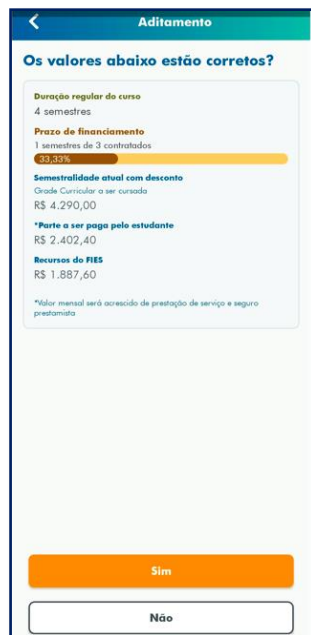 Aditamento
Os valores abaixo estão corretos?
Duração regular do curso
4 semestres
Prazo de financiamento
1 semestres de 3 contratados
33,33%
Semestralidade atual com desconto
Grade Curricular a ser cursada
R$ 4.290,00
*Parte a ser paga pelo estudante
R$ 2.402,40
Recursos do FIES
R$ 1.887,60
*Valor mensal será acrescido de prestação de serviço e seguro
prestamista
Sim
Não